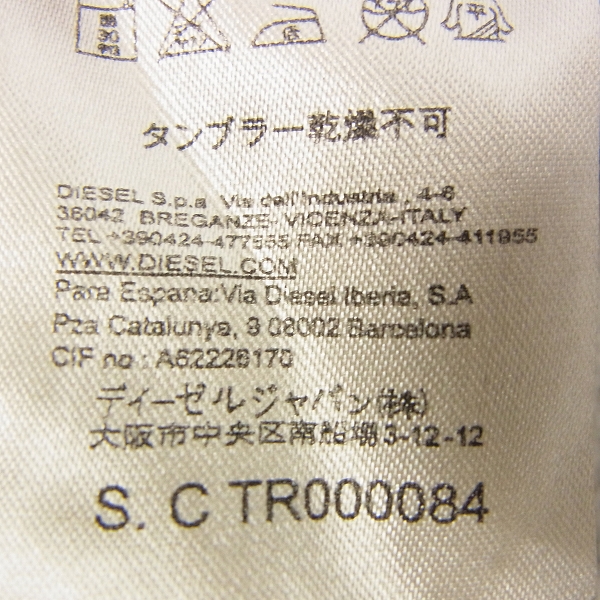 タンブラー乾燥不可
DIESEL S.p.a Via dell'Industria, 4-6
36042 BREGANZE-VICENZA-ITALY
TEL +390424-477555 FAX +390424-411955
WWW.DIESEL.COM
Para Espana:Via Diesel Iberia, S.A
Pza Catalunya, 9 08002 Barcelona
CIF no : A62226170
ディーゼルジャパン(株)
大阪市中央区南船場3-12-12
S. C TR000084